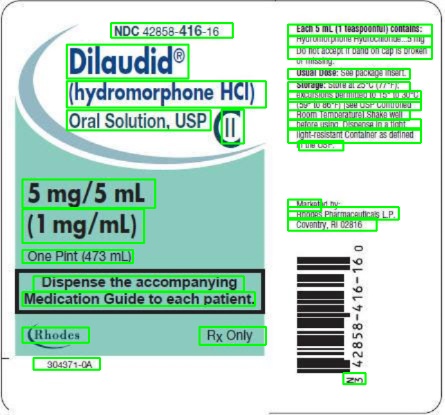 NDC 42858-416-16
Dilaudid®
(hydromorphone HCl)
Oral Solution, USP CII
5 mg/5 mL
(1 mg/mL)
One Pint (473 mL)
Dispense the accompanying
Medication Guide to each patient.
Rhodes
Rx Only
304371-0A
Each 5 mL (1 teaspoonful) contains:
Hydromorphone Hydrochloride...5 mg
Do not accept if band on cap is broken
or missing.
Usual Dose: See package insert.
Storage: Store at 25°C (77°F);
excursions permitted to 15° to 30°C
(59° to 86°F) [see USP Controlled
Room Temperature].Shake well
before using. Dispense in a tight,
light-resistant Container as defined
in the USP.
Marketed by:
Rhodes Pharmaceuticals L.P.
Coventry, RI 02816
42858-416-16 0